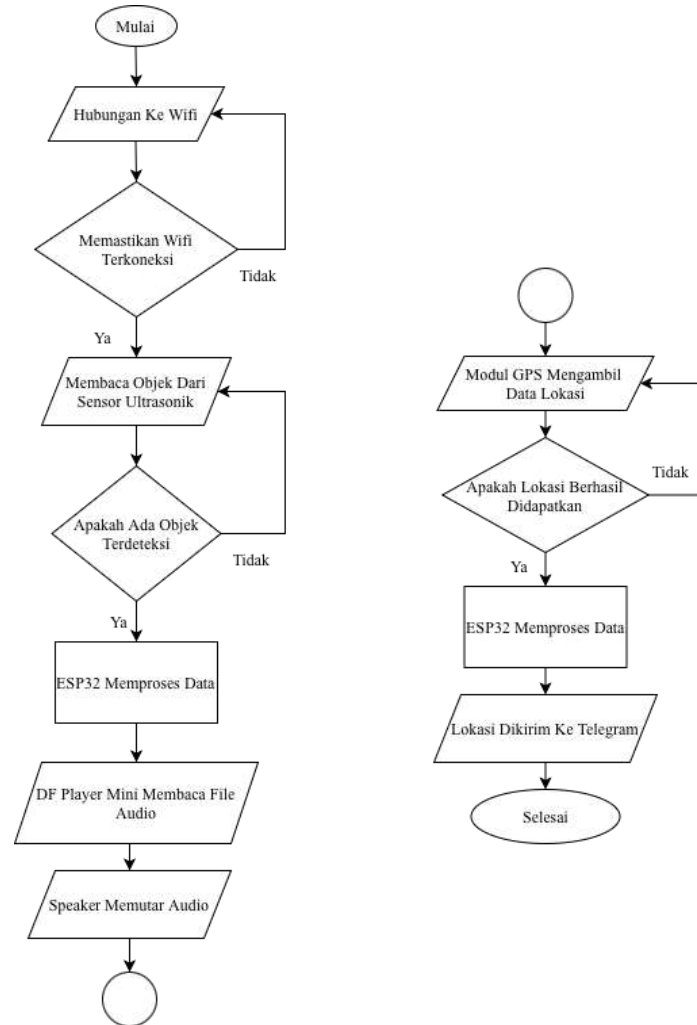 Mulai
Hubungan Ke Wifi
Memastikan Wifi
Terkoneksi
Tidak
Ya
Membaca Objek Dari
Sensor Ultrasonik
Apakah Ada Objek
Terdeteksi
Tidak
Ya
ESP32 Memproses Data
DF Player Mini Membaca File
Audio
Speaker Memutar Audio
Modul GPS Mengambil
Data Lokasi
Apakah Lokasi Berhasil
Didapatkan
Tidak
Ya
ESP32 Memproses Data
Lokasi Dikirim Ke Telegram
Selesai